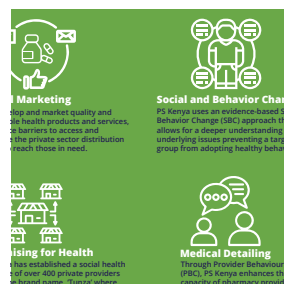 l Marketing
elop and market quality and
le health products and services,
ce barriers to access and
e the private sector distribution
reach those in need.
Social and Behavior Chan
PS Kenya uses an evidence-based S
Behavior Change (SBC) approach th
allows for a deeper understanding
underlying issues preventing a targ
group from adopting healthy behav
ising for Health
has established a social health
e of over 400 private providers
e brand name, 'Tunza' where
Medical Detailing
Through Provider Behaviour
(PBC), PS Kenya enhances th
capacity of pharmacy provid